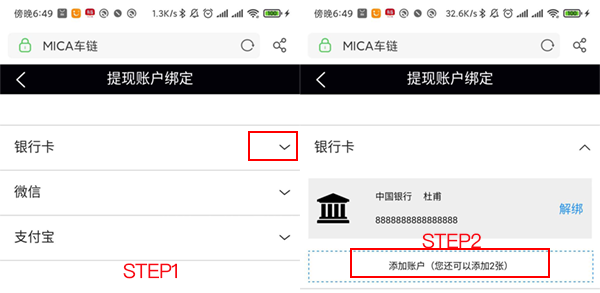 傍晚6:49
1.3K/s
MICA车链
提现账户绑定
银行卡
微信
支付宝
STEP1
傍晚6:49
32.6K/s
MICA车链
提现账户绑定
银行卡
中国银行 杜甫
解绑
8888888888888888
STEP2
添加账户（您还可以添加2张）